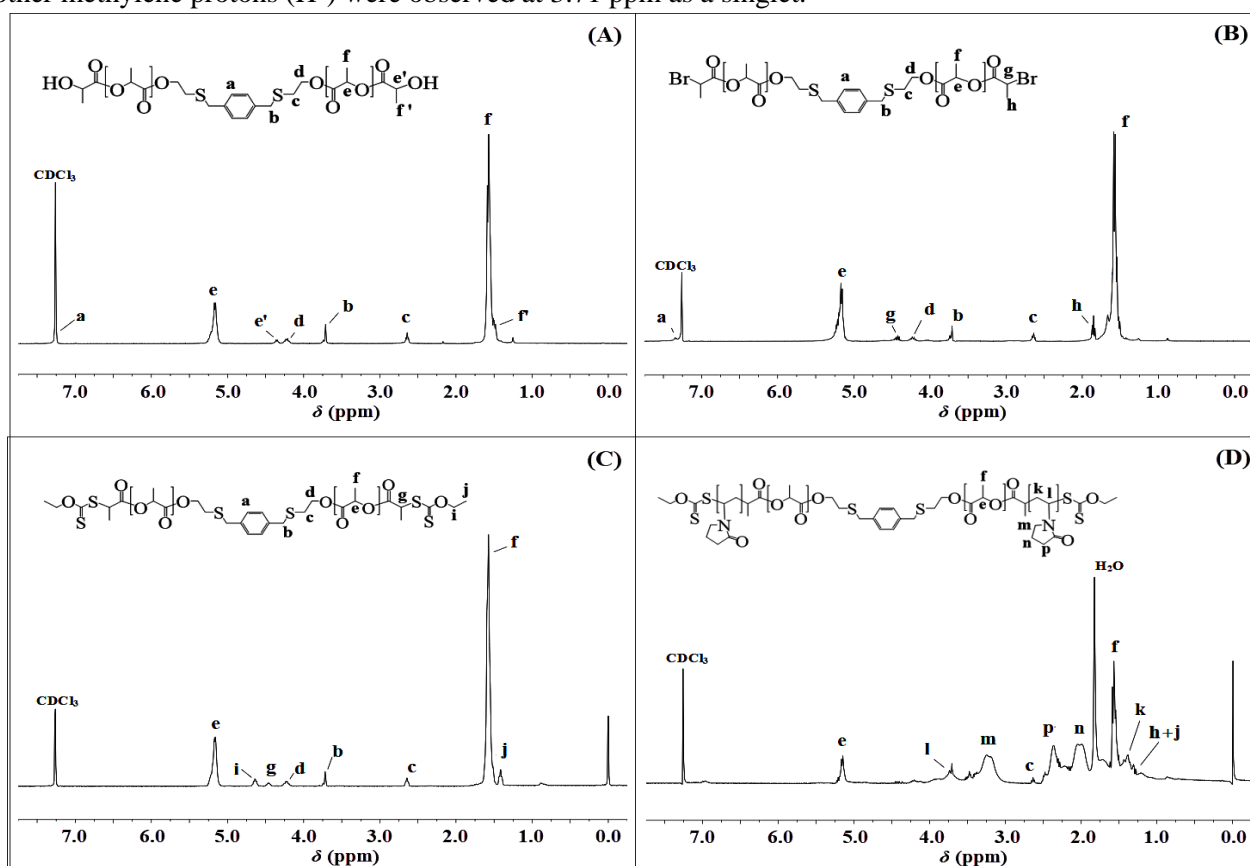 other methylene protons (H ) were observed at 3.71 ppm as a singlet.
(A)
HO O O O O a S S b c d O f O e O O e' OH f'
CDCl3
a
e
e'
d
b
c
f
f'
7.0 6.0 5.0 4.0 3.0 2.0 1.0 0.0
δ (ppm)
(B)
Br O O O O a S S b c d O f O e O O g Br h
CDCl3
a
e
g
d
b
c
h
f
7.0 6.0 5.0 4.0 3.0 2.0 1.0 0.0
δ (ppm)
(C)
O S S O O O O a S S b c d O f O e O O g S O S i j
CDCl3
e
i
g
d
b
c
f
j
7.0 6.0 5.0 4.0 3.0 2.0 1.0 0.0
δ (ppm)
(D)
O S S N O O O O O S S O f O e O O k l S O S m N n p O
CDCl3
e
l
m
c
p
n
H2O
f
k
h+j
7.0 6.0 5.0 4.0 3.0 2.0 1.0 0.0
δ (ppm)